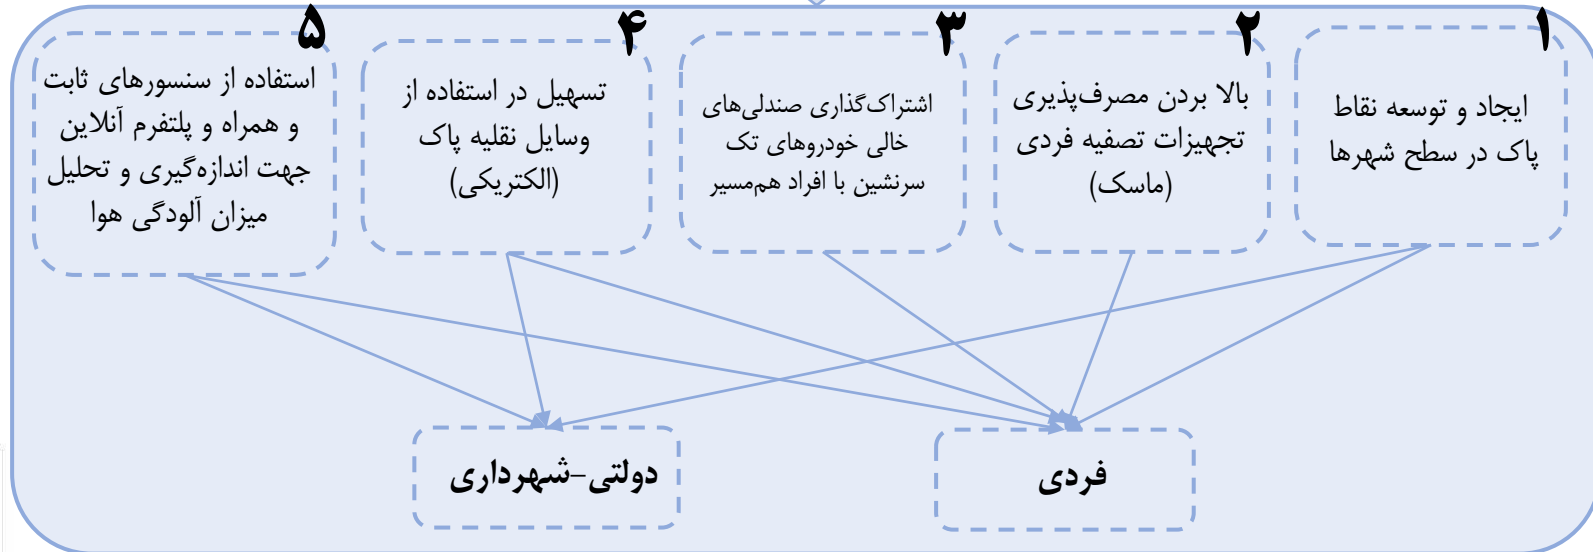 ۱
ایجاد و توسعه نقاط
پاک در سطح شهرها
۲
بالا بردن مصرف‌پذیری
تجهیزات تصفیه فردی
(ماسک)
۳
اشتراک‌گذاری صندلی‌های
خالی خودروهای تک
سرنشین با افراد هم‌مسیر
۴
تسهیل در استفاده از
وسایل نقلیه پاک
(الکتریکی)
۵
استفاده از سنسورهای ثابت
و همراه و پلتفرم آنلاین
جهت اندازه‌گیری و تحلیل
میزان آلودگی هوا
فردی
دولتی-شهرداری